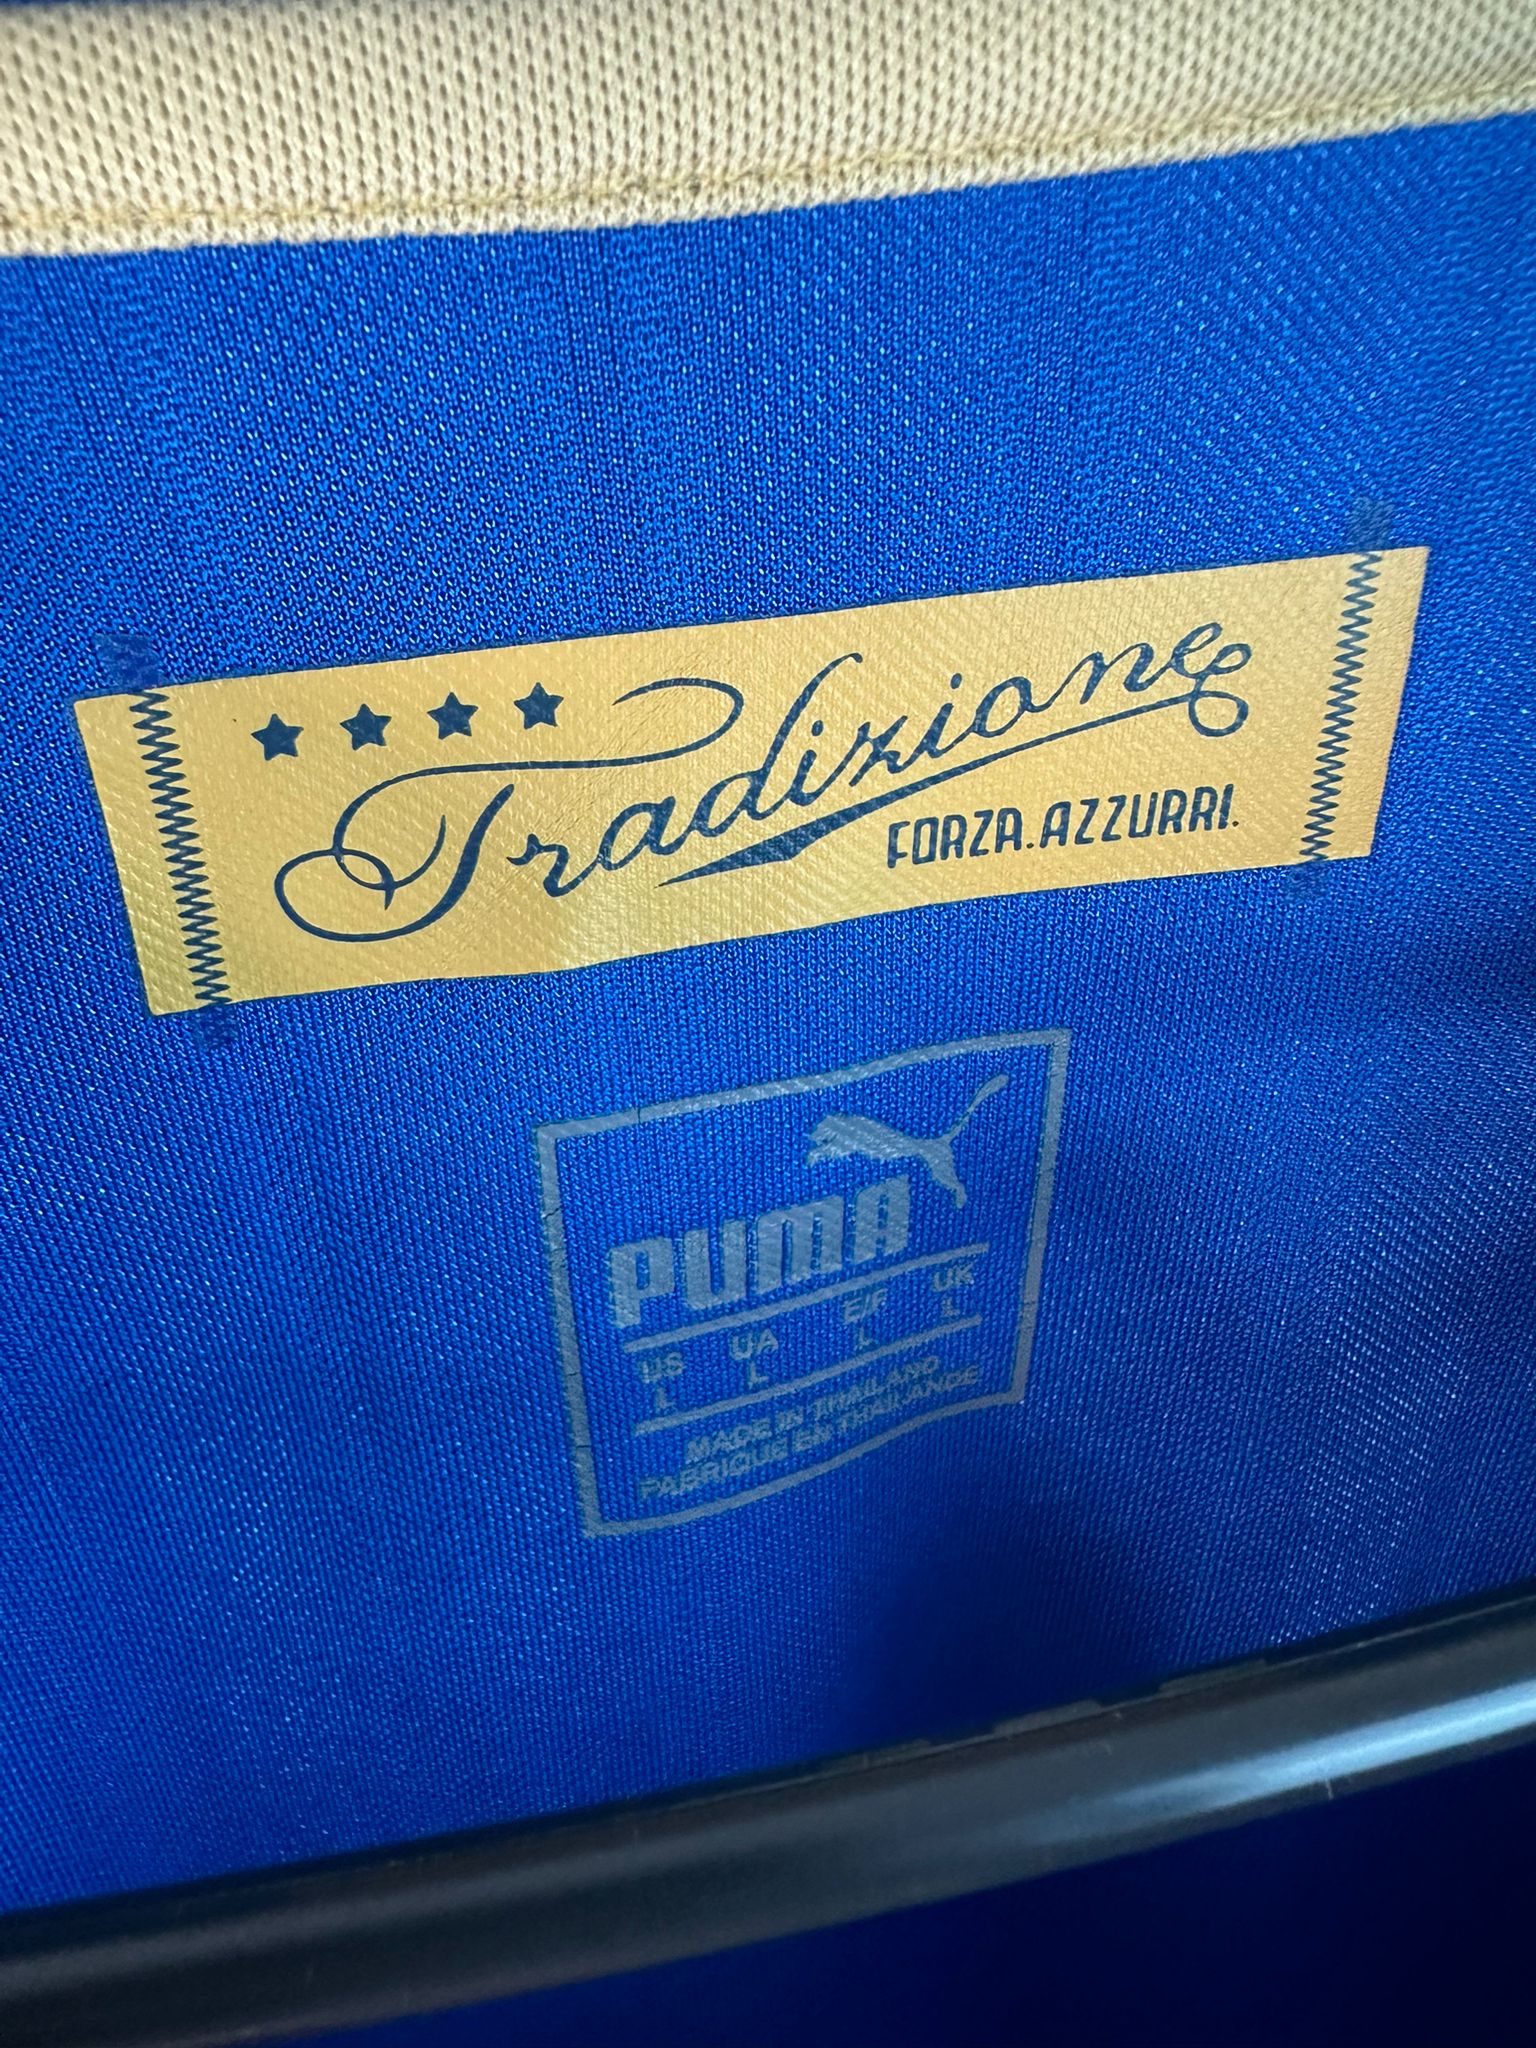 Tradizione
FORZA.AZZURRI.
PUMA
US UA E/F UK
L L L L
MADE IN THAILAND
FABRIQUE EN THAILANDE